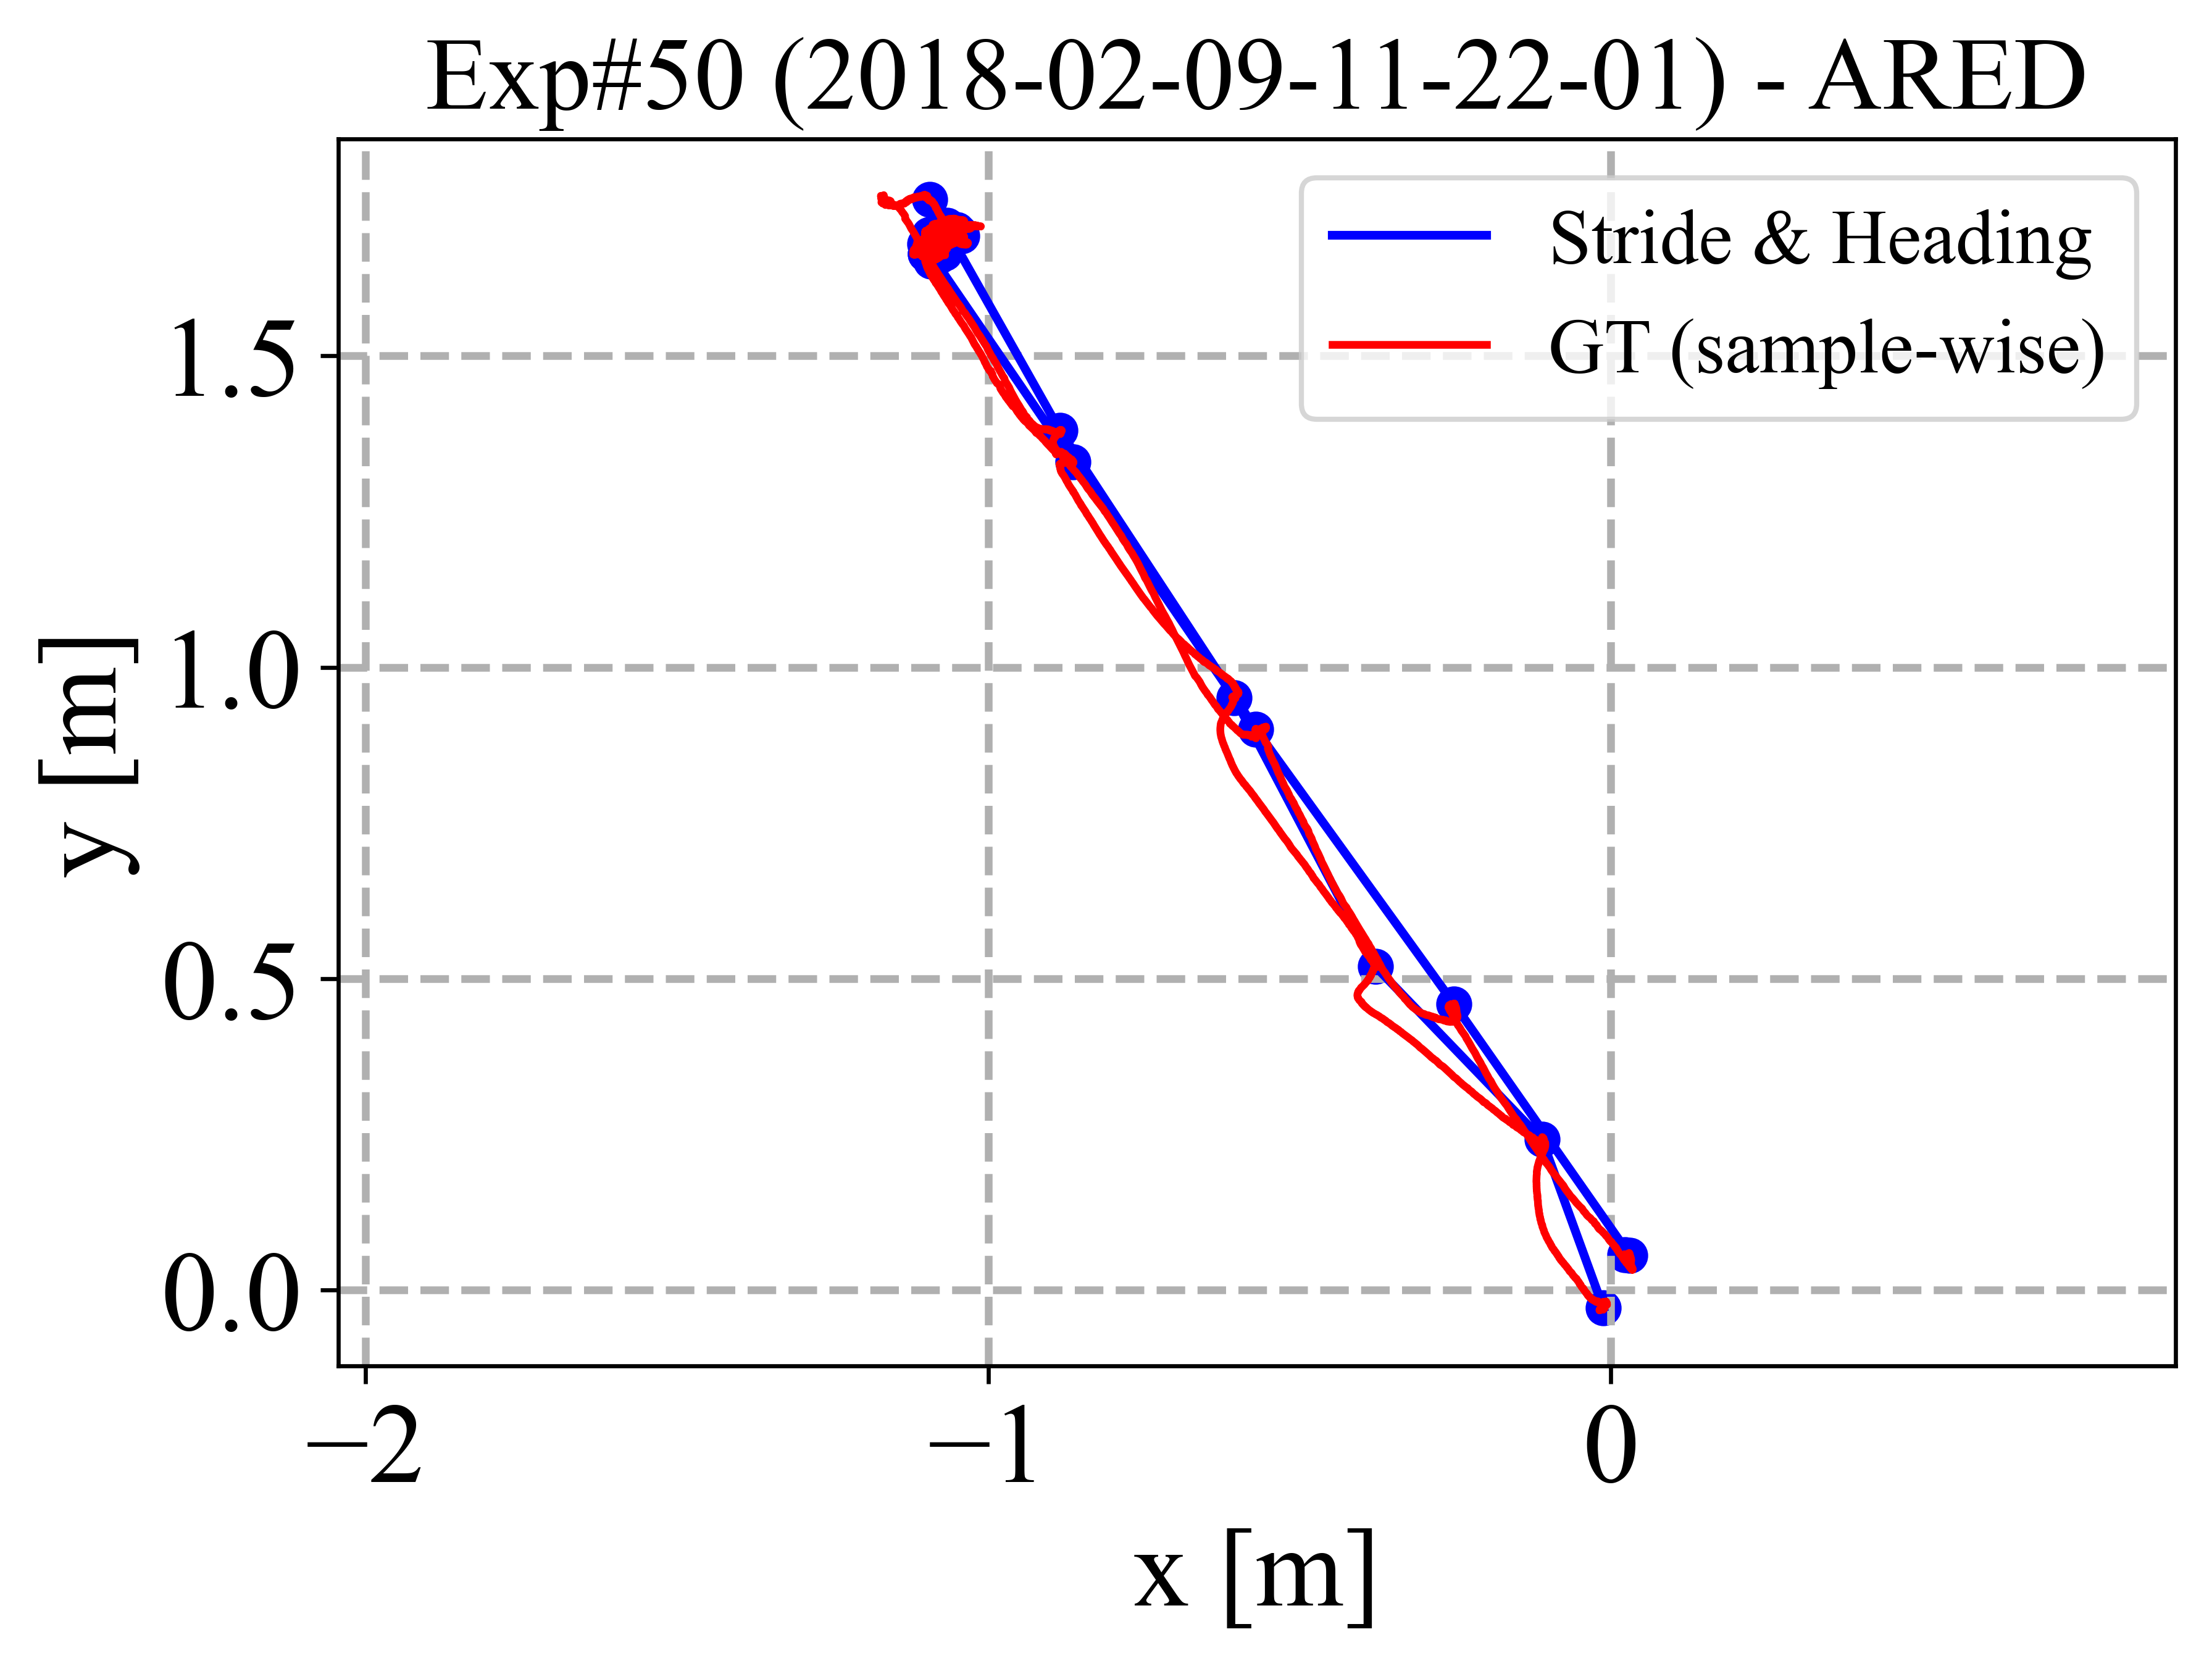 Exp#50 (2018-02-09-11-22-01) - ARED
Stride & Heading
GT (sample-wise)
1.5
1.0
0.5
0.0
y [m]
−2
−1
0
x [m]